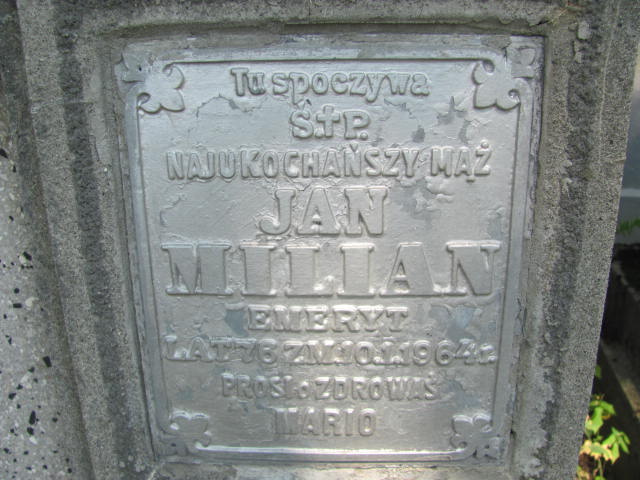 Tu spoczywa
Ś.†P.
NAJUKOCHAŃSZY MĄŻ
JAN
MILIAN
EMERYT
LAT 76 ZM. 10.I.1964 r.
PROSI O ZDROWAŚ
MARIO